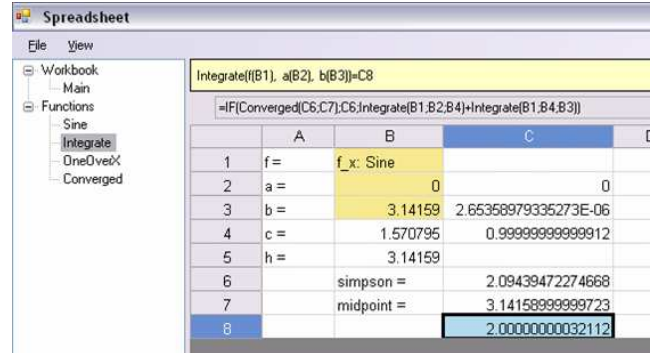 Spreadsheet
File View
Workbook
Main
Functions
Sine
Integrate
OneOverX
Converged
Integrate(f(B1), a(B2), b(B3))=C8
=IF(Converged(C6;C7);C6;Integrate(B1;B2;B4)+Integrate(B1;B4;B3))
A B C
1 f = f_x: Sine
2 a = 0 0
3 b = 3.14159 2.65358979335273E-06
4 c = 1.570795 0.99999999999912
5 h = 3.14159
6 simpson = 2.09439472274668
7 midpoint = 3.14158999999723
8 2.00000000032112